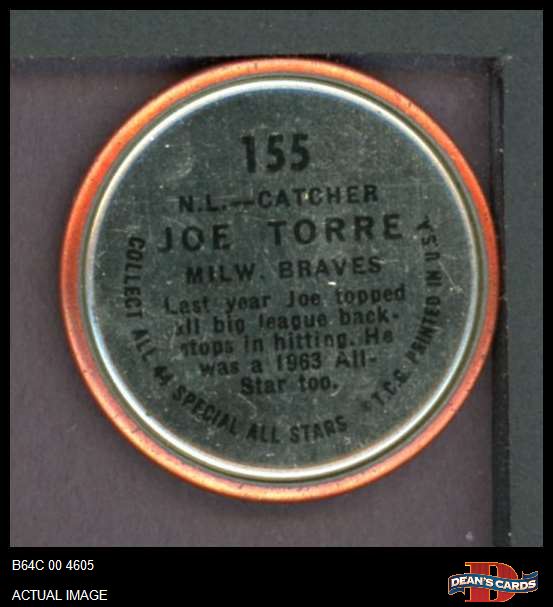 155
N.L.—CATCHER
JOE TORRE
MILW. BRAVES
Last year Joe topped
all big league back-
stops in hitting. He
was a 1963 All-
Star too.
COLLECT ALL 44 SPECIAL ALL STARS ©T.C.G. PRINTED IN U.S.A.
B64C 00 4605
ACTUAL IMAGE
D
DEAN'S CARDS